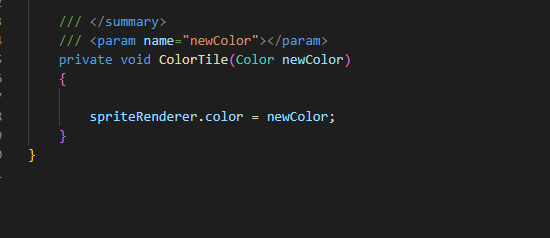 /// </summary>
/// <param name="newColor"></param>
private void ColorTile(Color newColor)
{
spriteRenderer.color = newColor;
}
}